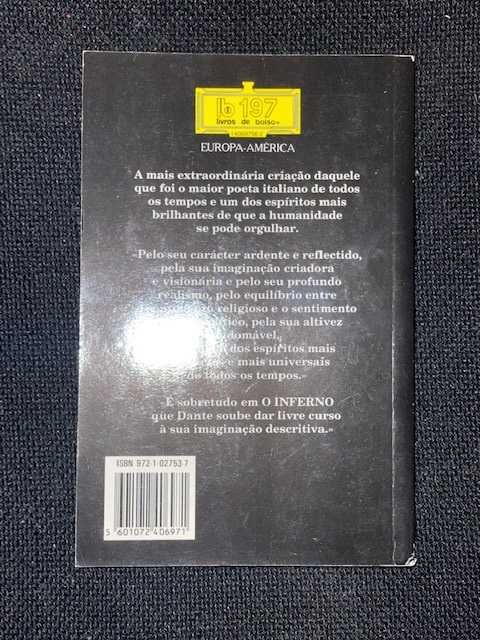 lb 197
livros de bolso
EUROPA-AMÉRICA
A mais extraordinária criação daquele
que foi o maior poeta italiano de todos
os tempos e um dos espíritos mais
brilhantes de que a humanidade
se pode orgulhar.
«Pelo seu carácter ardente e reflectido,
pela sua imaginação criadora
e visionária e pelo seu profundo
realismo, pelo equilíbrio entre
religioso e o sentimento
pela sua altivez
dos espíritos mais
e mais universais
de todos os tempos.»
«É sobretudo em O INFERNO
que Dante soube dar livre curso
à sua imaginação descritiva.»
ISBN 972-1-02753-7
5 601072 406971